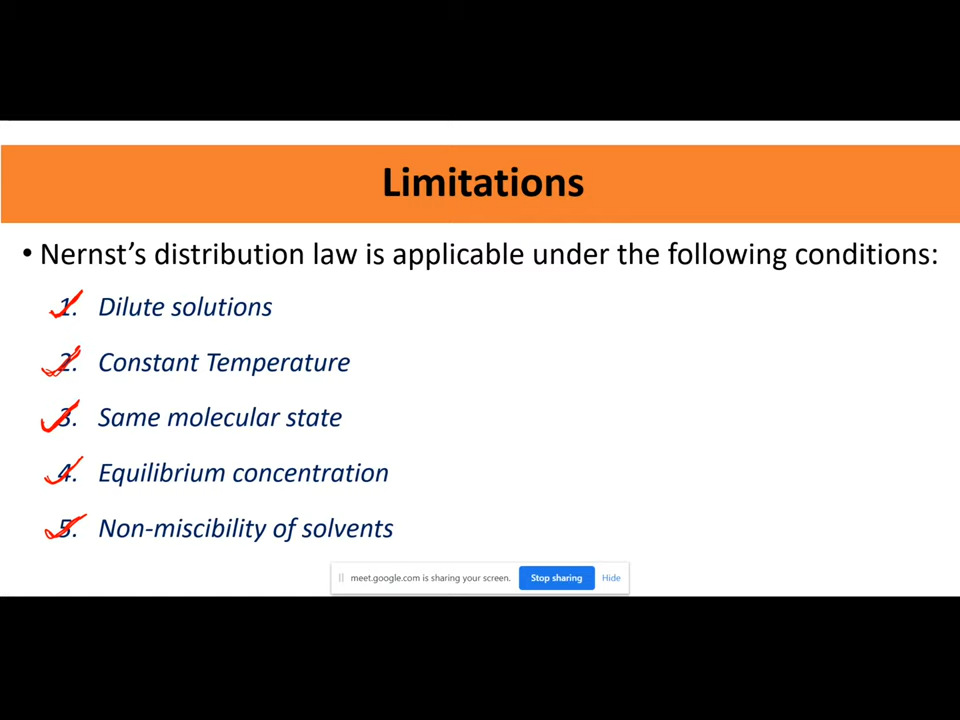 Limitations
• Nernst’s distribution law is applicable under the following conditions:
1. Dilute solutions
2. Constant Temperature
3. Same molecular state
4. Equilibrium concentration
5. Non-miscibility of solvents
meet.google.com is sharing your screen. Stop sharing Hide